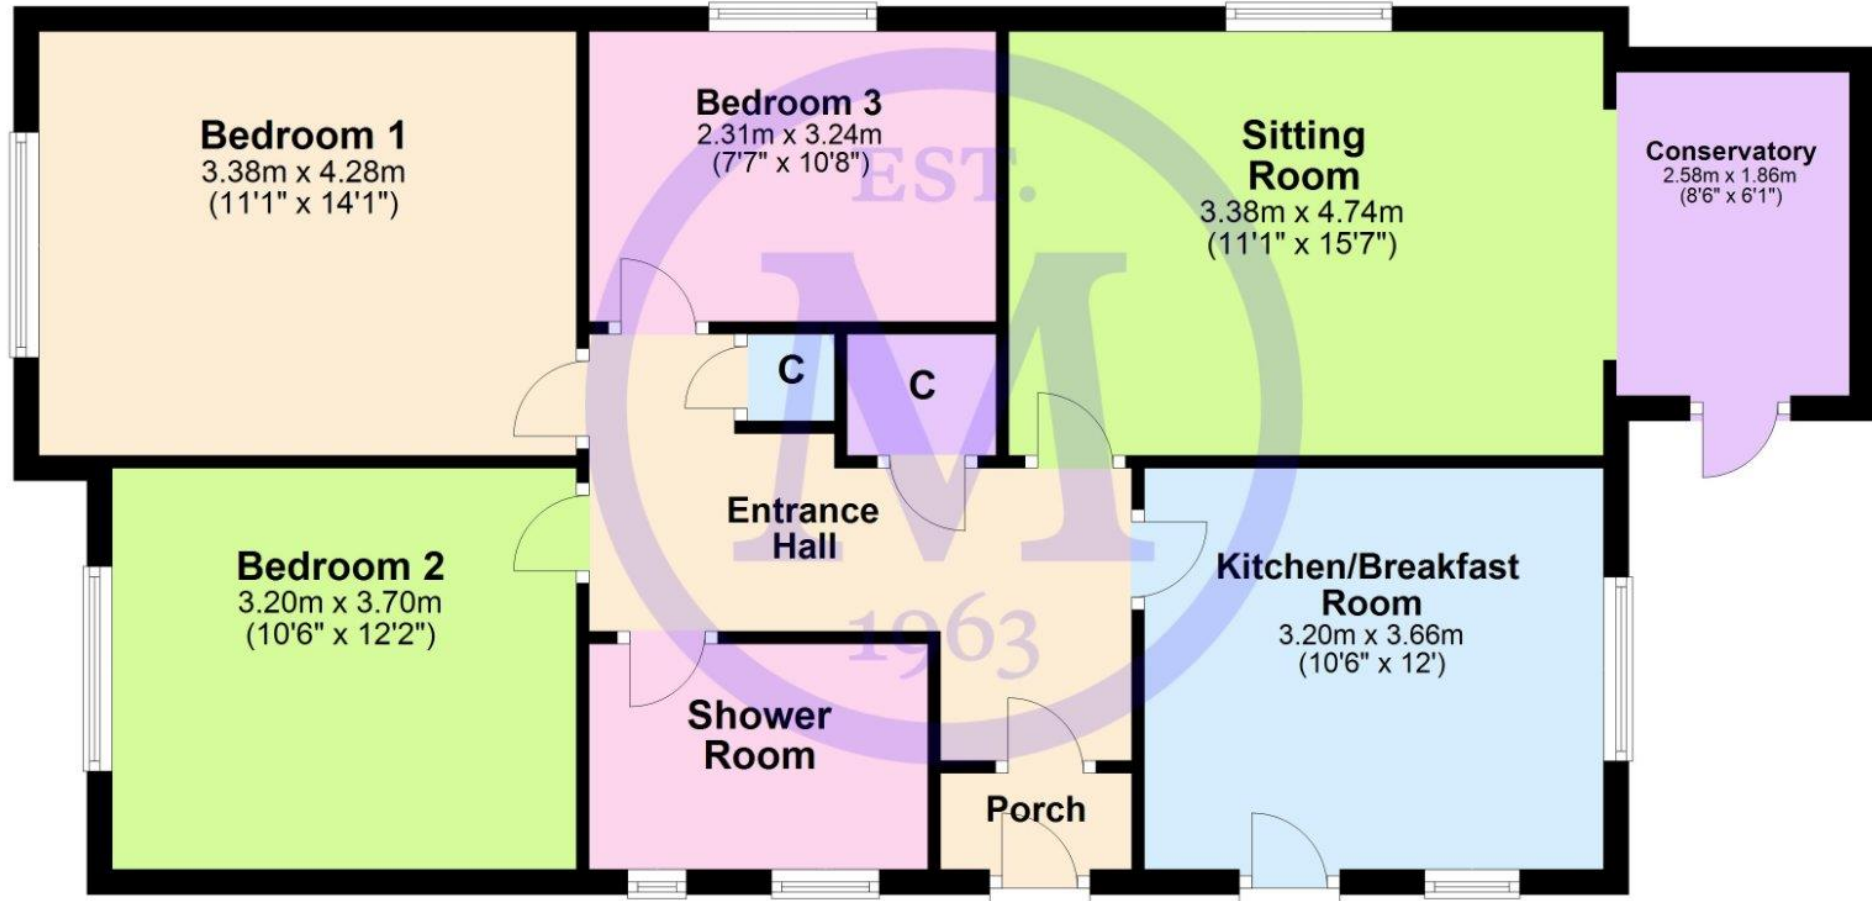 Bedroom 1
3.38m x 4.28m
(11'1" x 14'1")
Bedroom 3
2.31m x 3.24m
(7'7" x 10'8")
Sitting
Room
3.38m x 4.74m
(11'1" x 15'7")
Conservatory
2.58m x 1.86m
(8'6" x 6'1")
EST.
M
1963
C
C
Entrance
Hall
Bedroom 2
3.20m x 3.70m
(10'6" x 12'2")
Kitchen/Breakfast
Room
3.20m x 3.66m
(10'6" x 12')
Shower
Room
Porch